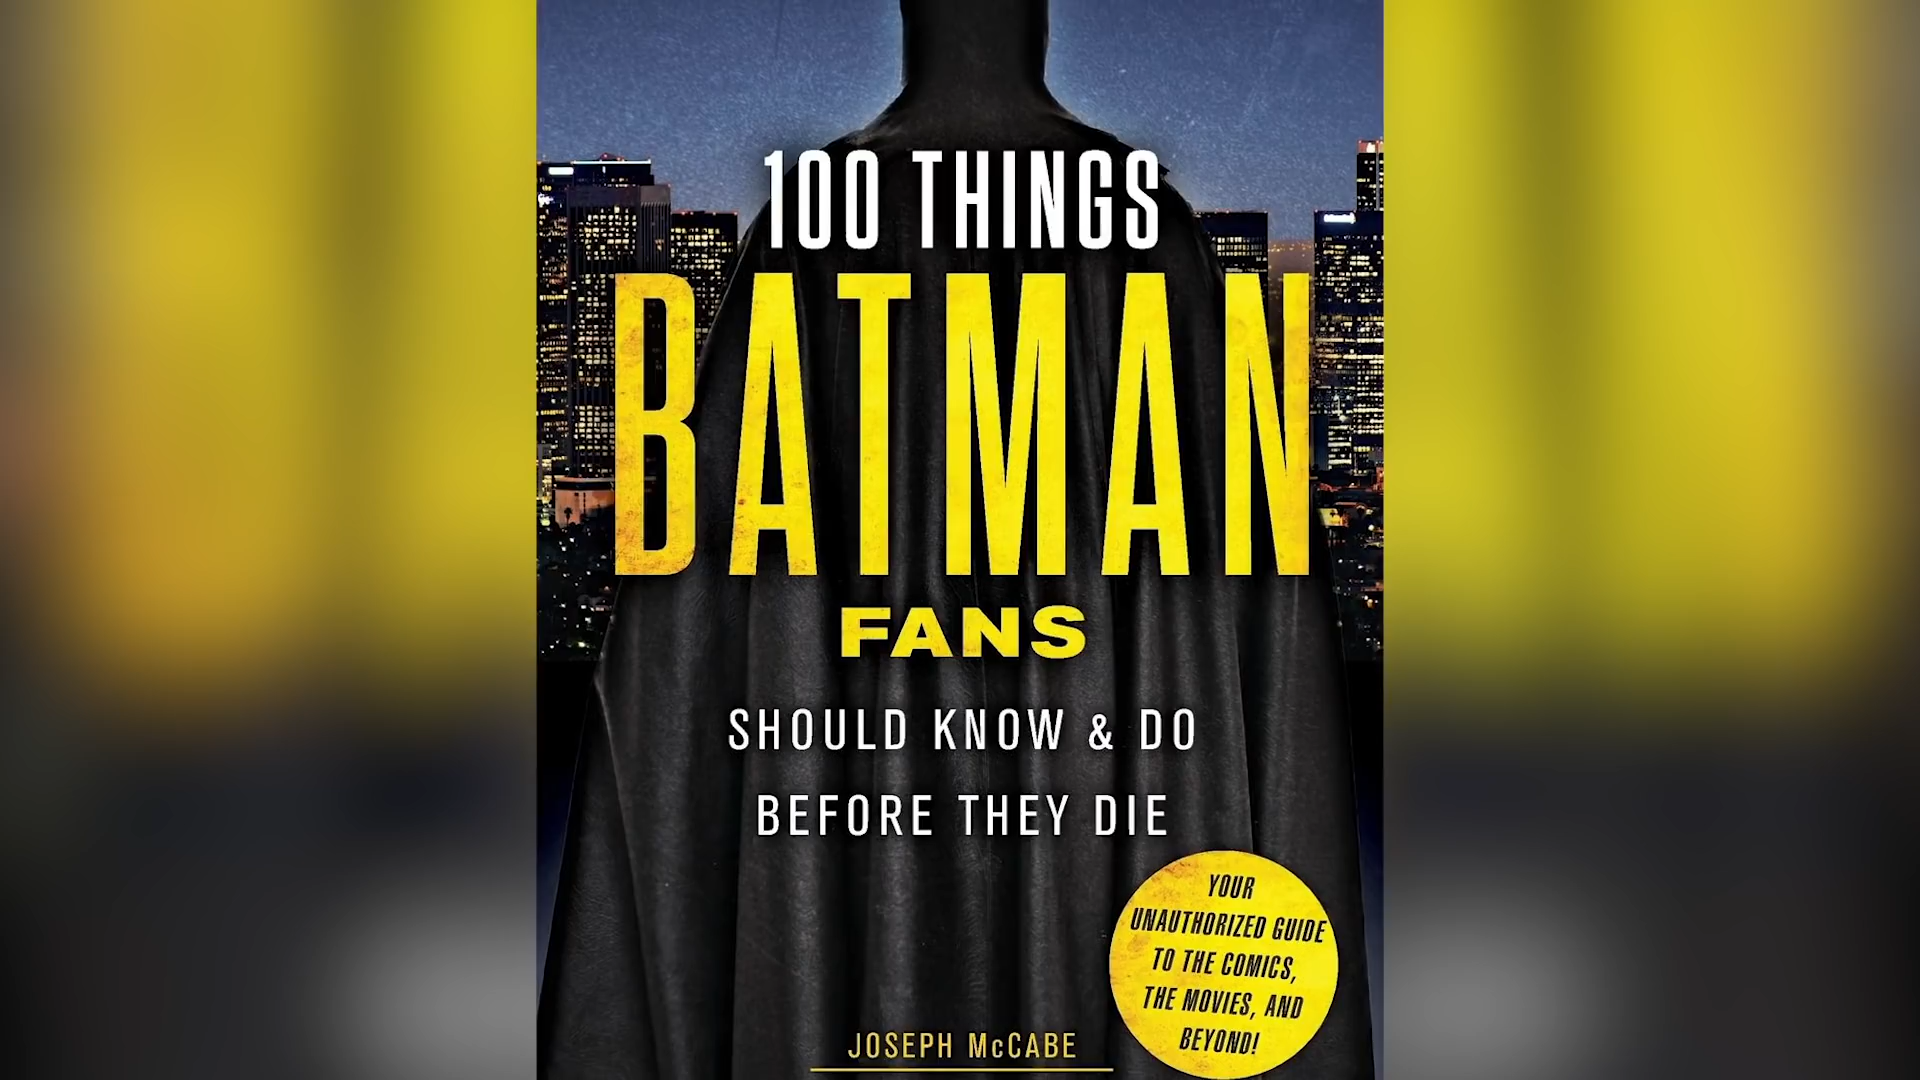 100 THINGS
BATMAN
FANS
SHOULD KNOW & DO
BEFORE THEY DIE
YOUR
UNAUTHORIZED GUIDE
TO THE COMICS,
THE MOVIES, AND
BEYOND!
JOSEPH McCABE